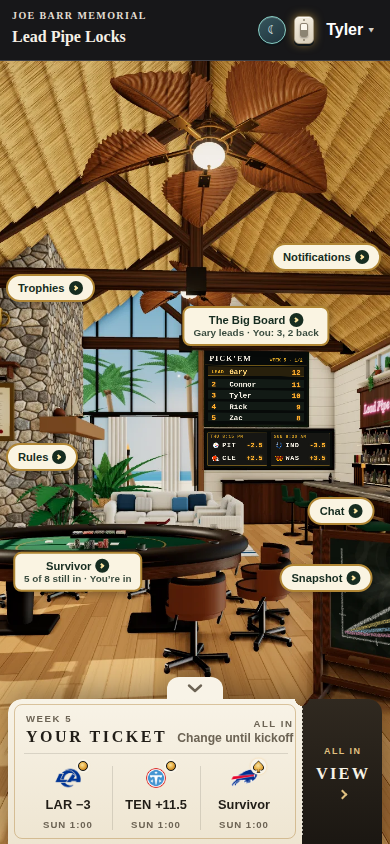 JOE BARR MEMORIAL
Lead Pipe Locks
Tyler
Notifications
Trophies
The Big Board
Gary leads · You: 3, 2 back
PICK'EM
LEAD Gary 12
2 Connor 11
3 Tyler 10
4 Rick 9
5 Zac 8
PIT -2.5
CLE +2.5
IND -3.5
WAS +3.5
Lead Pipe
Rules
Chat
Survivor
5 of 8 still in · You're in
Snapshot
WEEK 5
YOUR TICKET
ALL IN
Change until kickoff
LAR −3
SUN 1:00
TEN +11.5
SUN 1:00
Survivor
SUN 1:00
ALL IN
VIEW